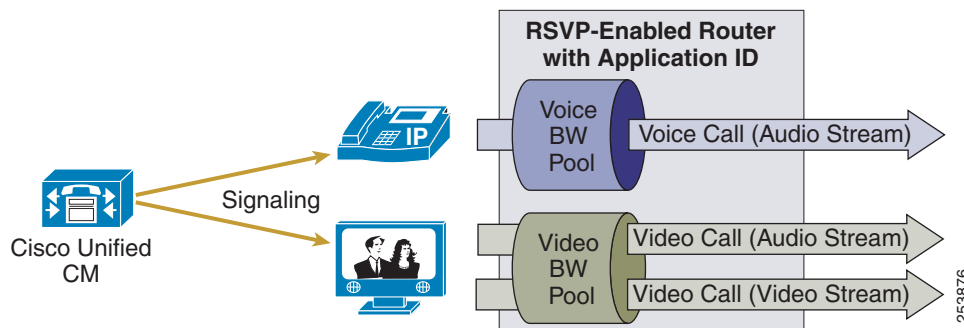 RSVP-Enabled Router
with Application ID
IP
Voice
BW
Pool
Voice Call (Audio Stream)
Signaling
Cisco Unified
CM
Video
BW
Pool
Video Call (Audio Stream)
Video Call (Video Stream)
253876